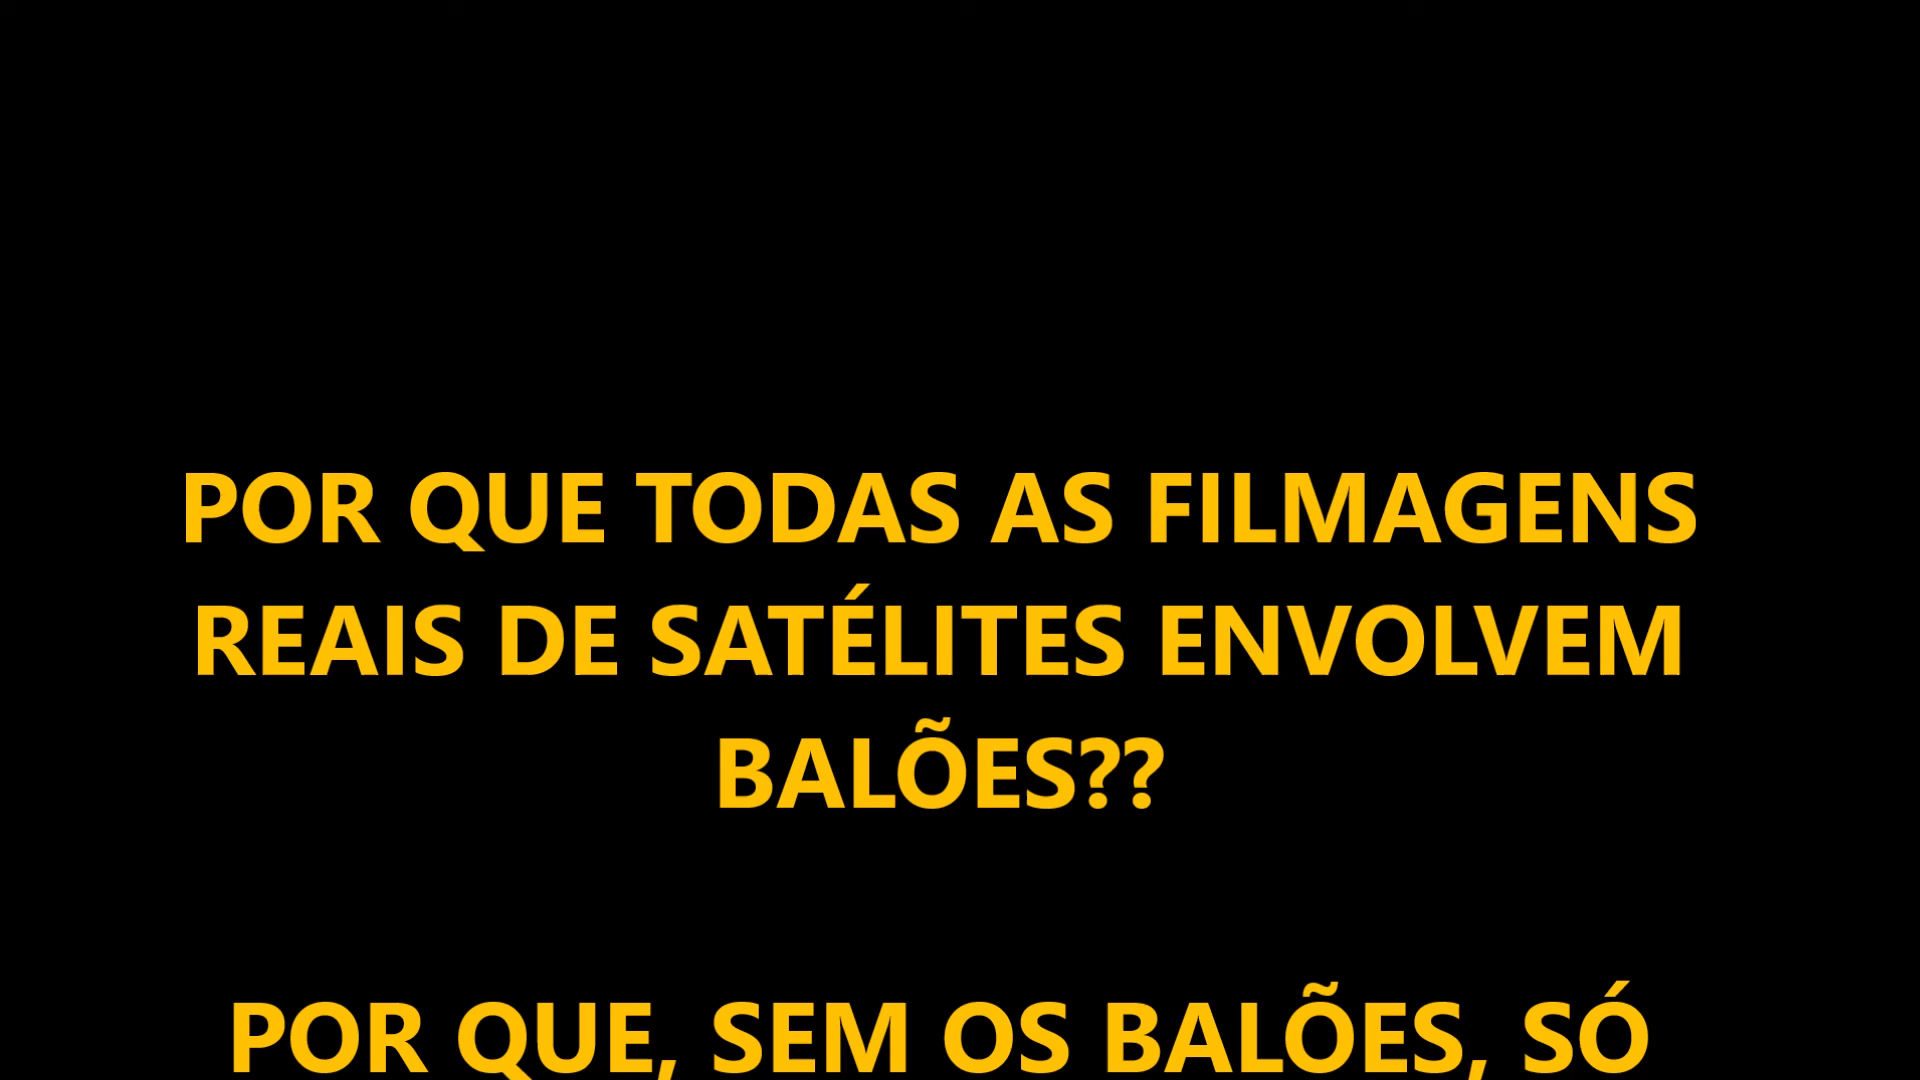 POR QUE TODAS AS FILMAGENS
REAIS DE SATÉLITES ENVOLVEM
BALÕES??
POR QUE, SEM OS BALÕES, SÓ